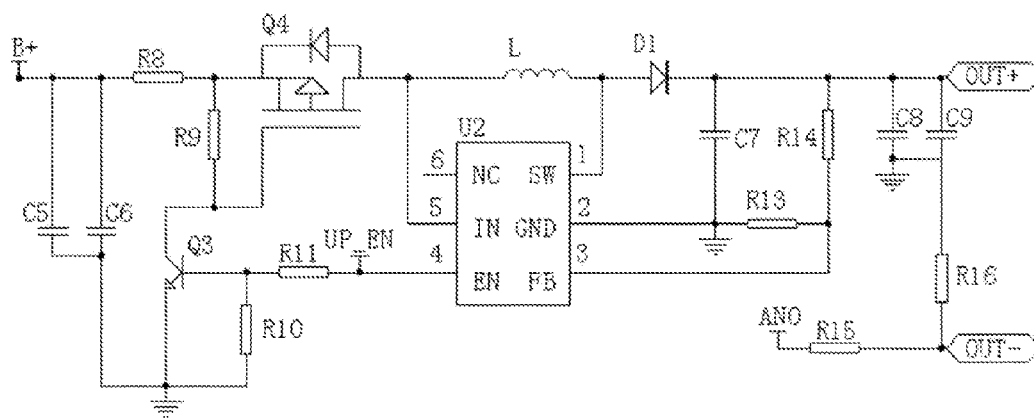 Q4
B+
R8
L
D1
OUT+
R9
U2
C7
R14
C8
C9
6
NC
SW
1
C5
C6
5
IN
GND
2
R13
Q3
R11
UP_EN
4
EN
FB
3
R10
R16
ANO
R15
OUT-